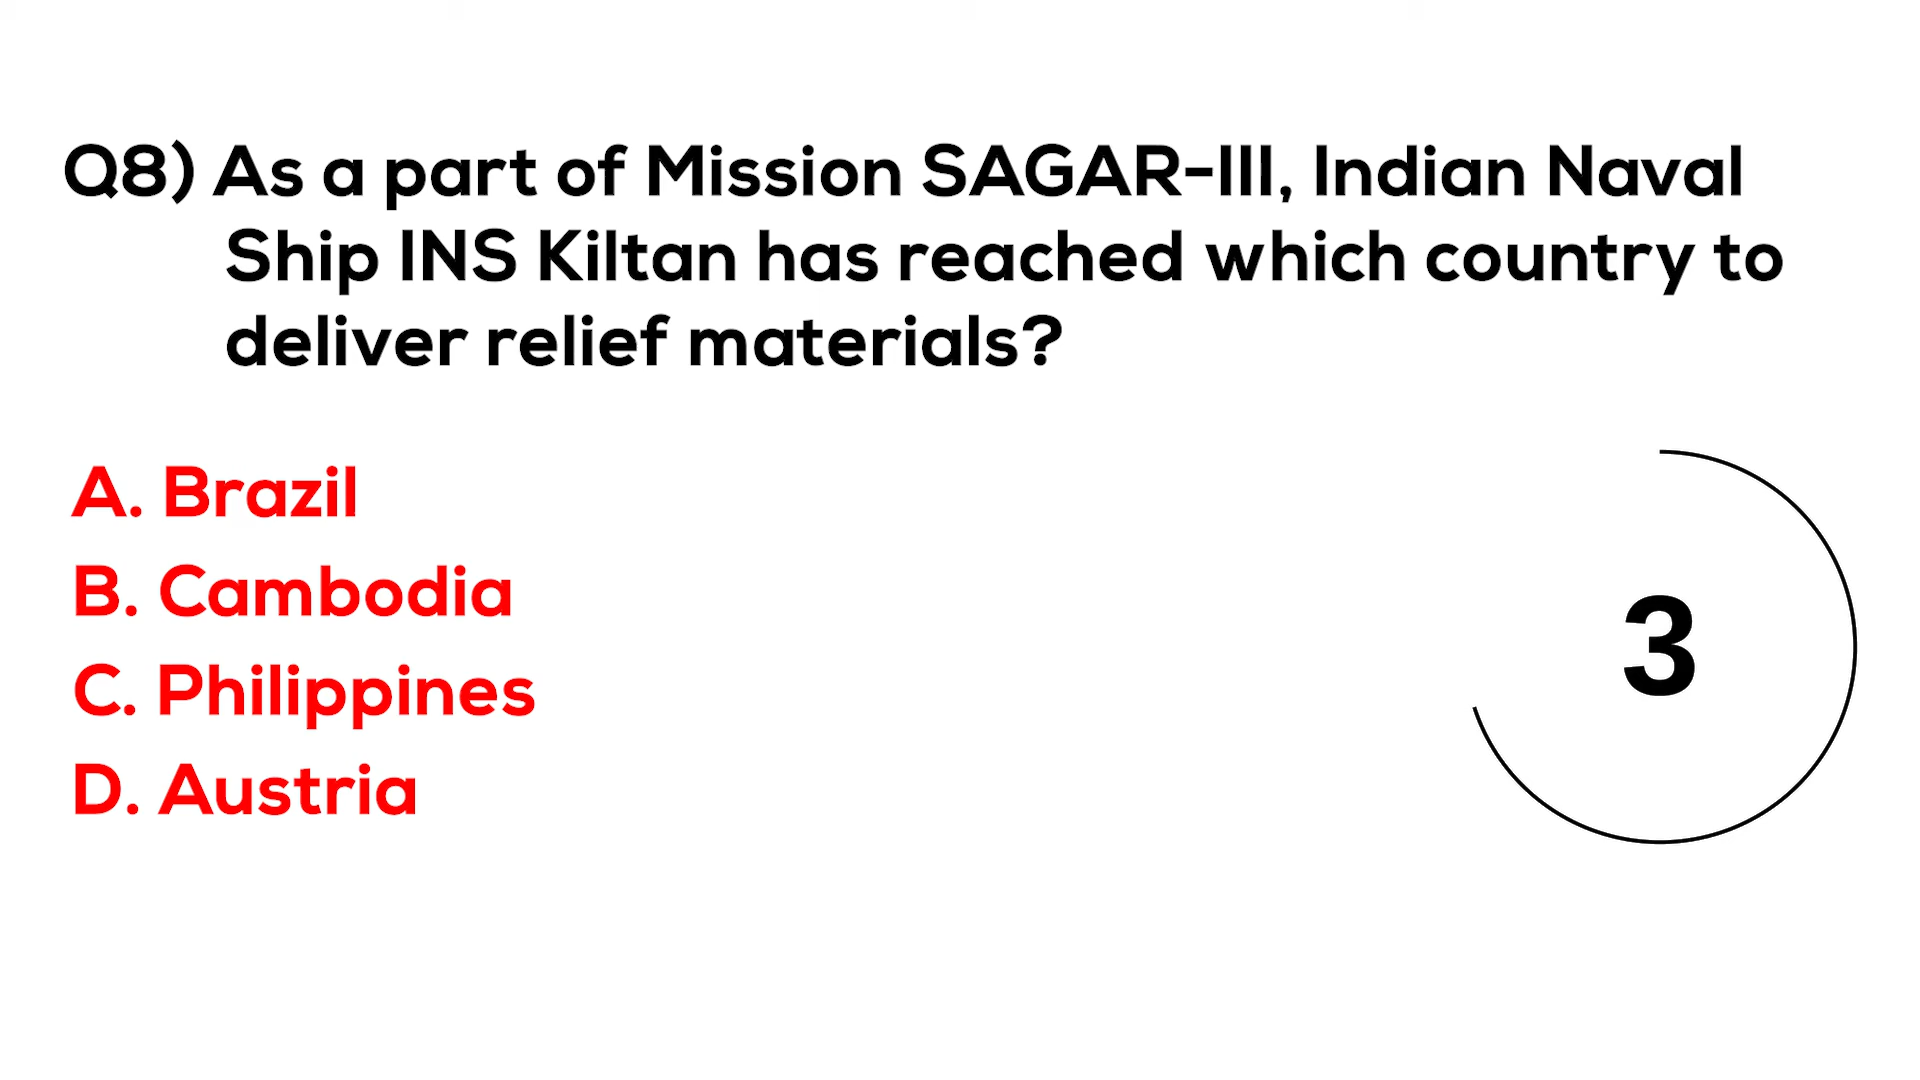 Q8) As a part of Mission SAGAR-III, Indian Naval
Ship INS Kiltan has reached which country to
deliver relief materials?
A. Brazil
B. Cambodia
C. Philippines
D. Austria
3